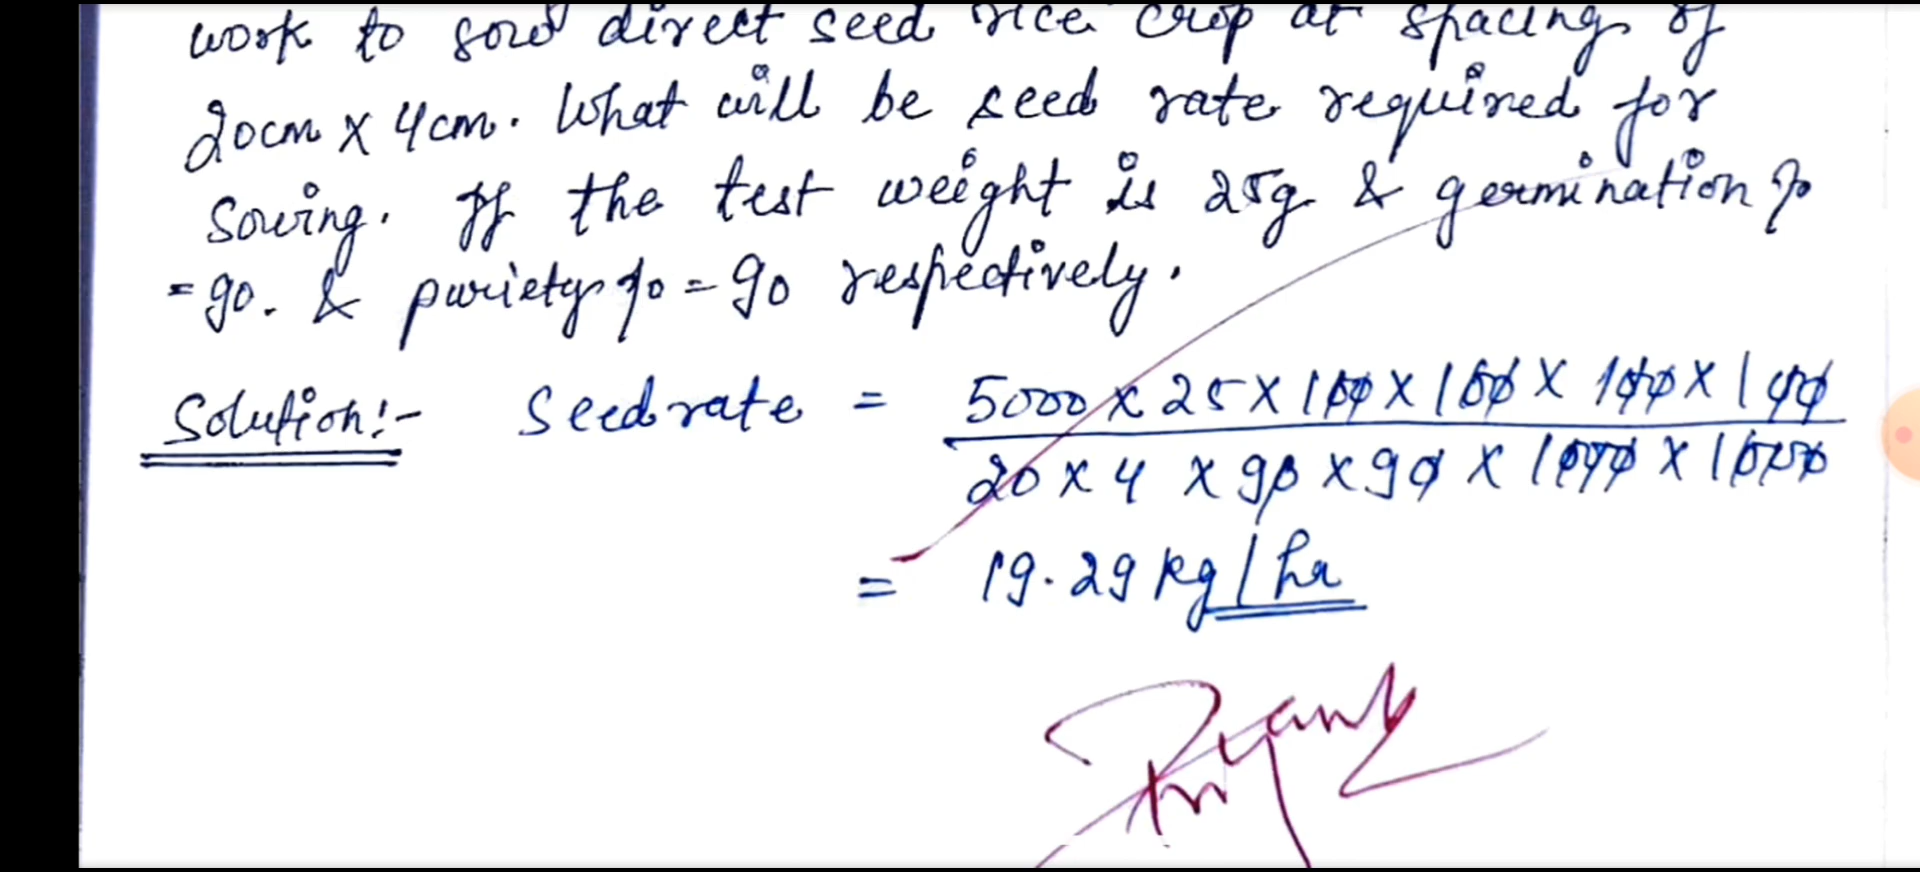 work to sow direct seed rice crop at spacing of
20cm x 4cm. What will be seed rate required for
sowing. If the test weight is 25g & germination %
= 90. & puriety % = 90 respectively.
Solution:- Seed rate = 5000 x 25 x 100 x 100 x 100 x 100
20 x 4 x 90 x 90 x 1000 x 1000
= 19.29 kg/ha